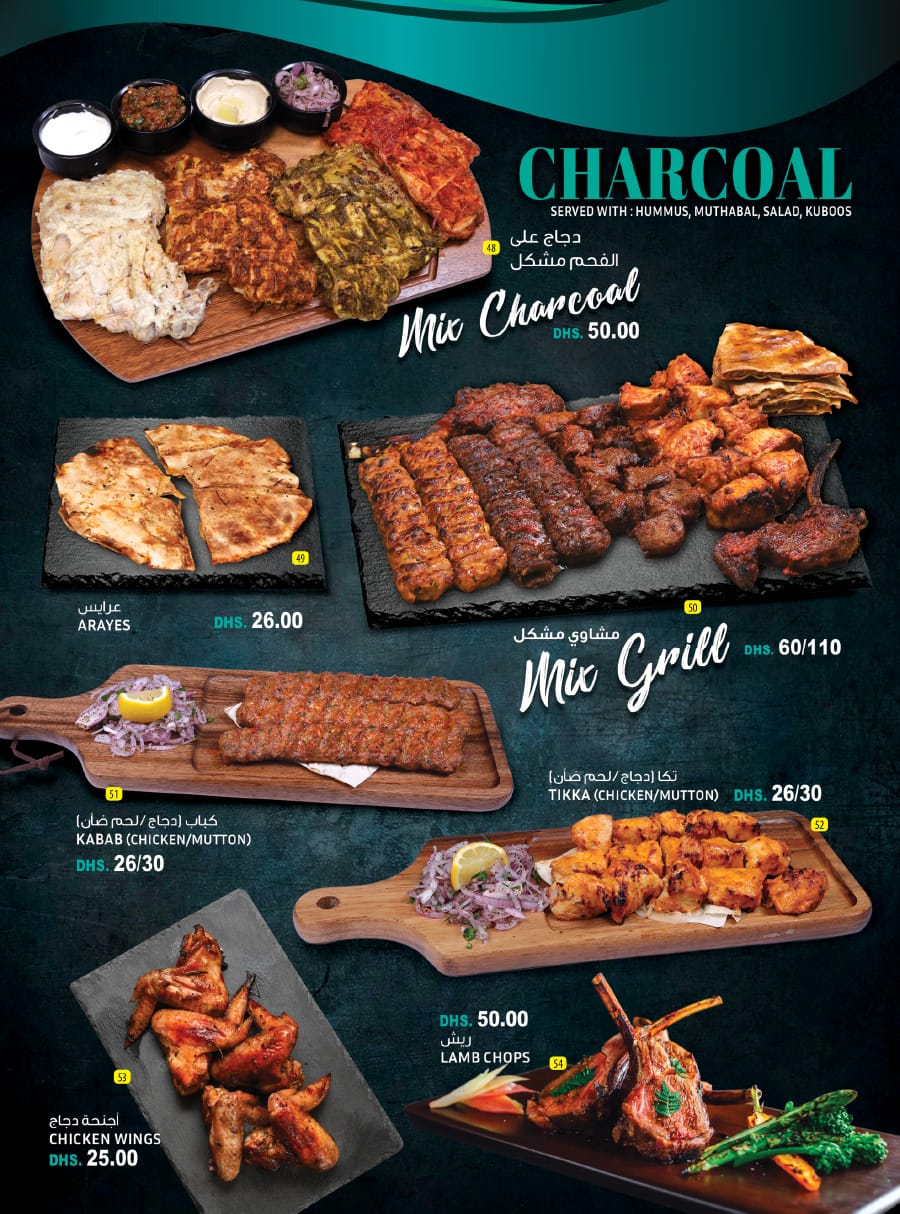 CHARCOAL
SERVED WITH : HUMMUS, MUTHABAL, SALAD, KUBOOS
48
دجاج على
الفحم مشكل
Mix Charcoal
DHS. 50.00
49
عرايس
ARAYES
DHS. 26.00
50
مشاوي مشكل
Mix Grill
DHS. 60/110
51
كباب (دجاج /لحم ضأن)
KABAB (CHICKEN/MUTTON)
DHS. 26/30
تكا (دجاج /لحم ضأن)
TIKKA (CHICKEN/MUTTON)
DHS. 26/30
52
53
أجنحة دجاج
CHICKEN WINGS
DHS. 25.00
DHS. 50.00
ريش
LAMB CHOPS
54